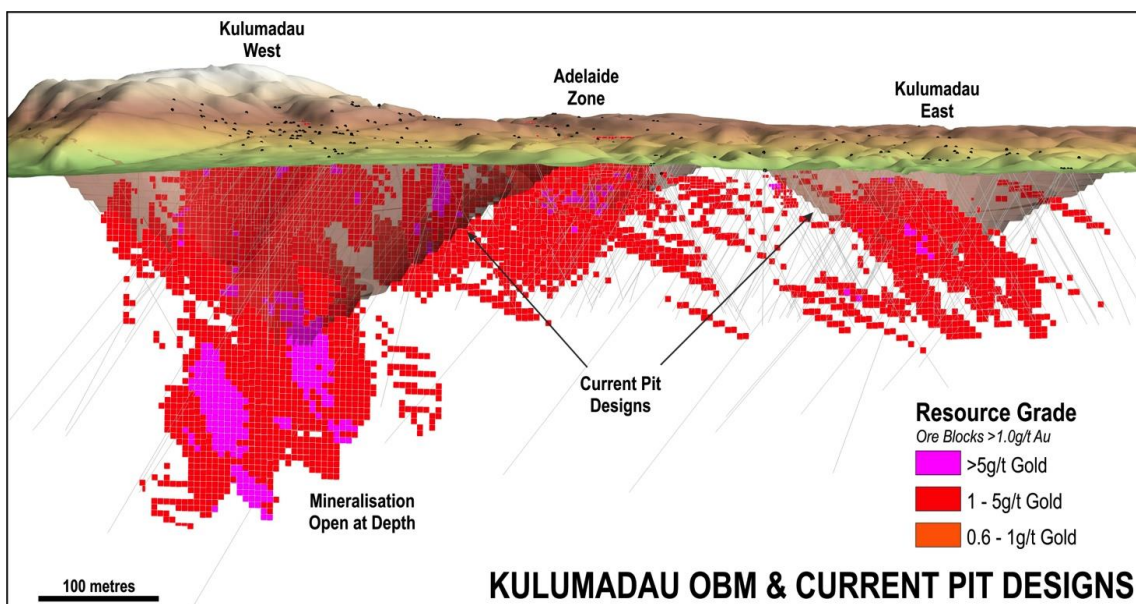 Kulumadau
West
Adelaide
Zone
Kulumadau
East
Current Pit
Designs
Resource Grade
Ore Blocks >1.0g/t Au
>5g/t Gold
1 - 5g/t Gold
0.6 - 1g/t Gold
Mineralisation
Open at Depth
100 metres
KULUMADAU OBM & CURRENT PIT DESIGNS